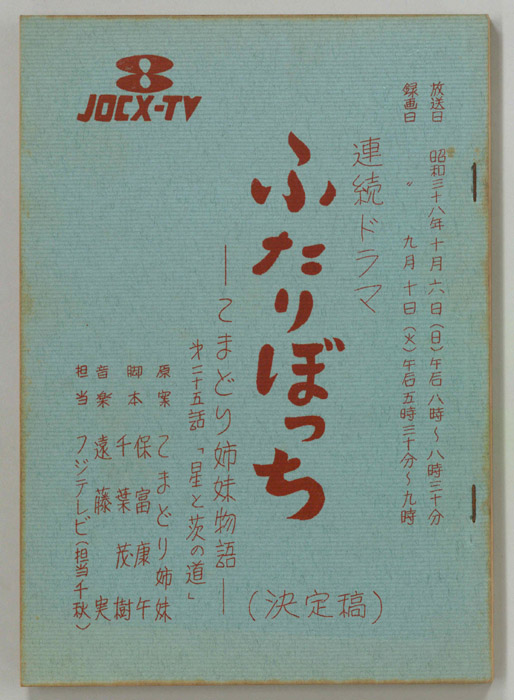 8
JOCX-TV
放送日 昭和三十八年十月六日(日)午后八時〜八時三十分
録画日 〃 九月十日(火)午后五時三十分〜九時
連続ドラマ
ふたりぼっち
―こまどり姉妹物語―
(決定稿)
才二十五話 「星と茨の道」
原案 こまどり姉妹
脚本 保富康午
千葉茂樹
音楽 遠藤実
担当 フジテレビ(担当千秋)